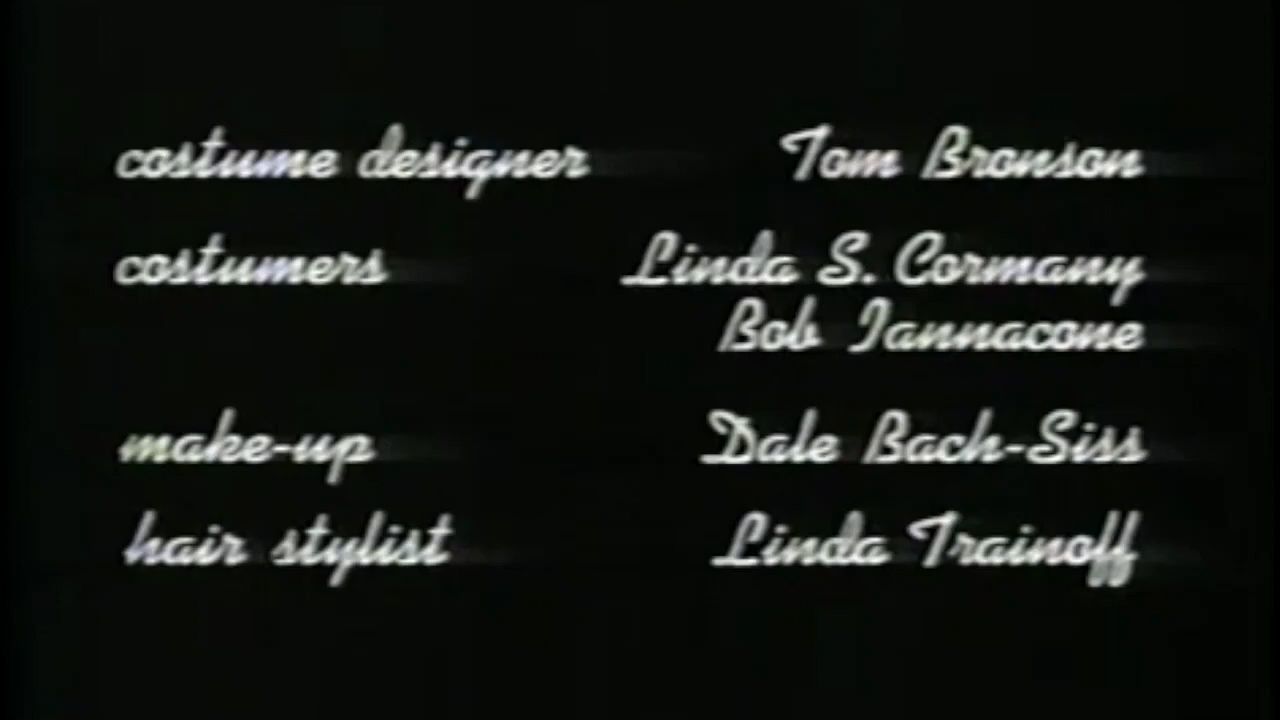 costume designer Tom Bronson
costumers Linda S. Cormany
Bob Iannacone
make-up Dale Bach-Siss
hair stylist Linda Trainoff